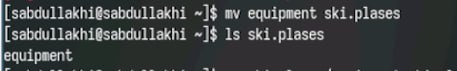 [sabdullakhi@sabdullakhi ~]$ mv equipment ski.plases
[sabdullakhi@sabdullakhi ~]$ ls ski.plases
equipment